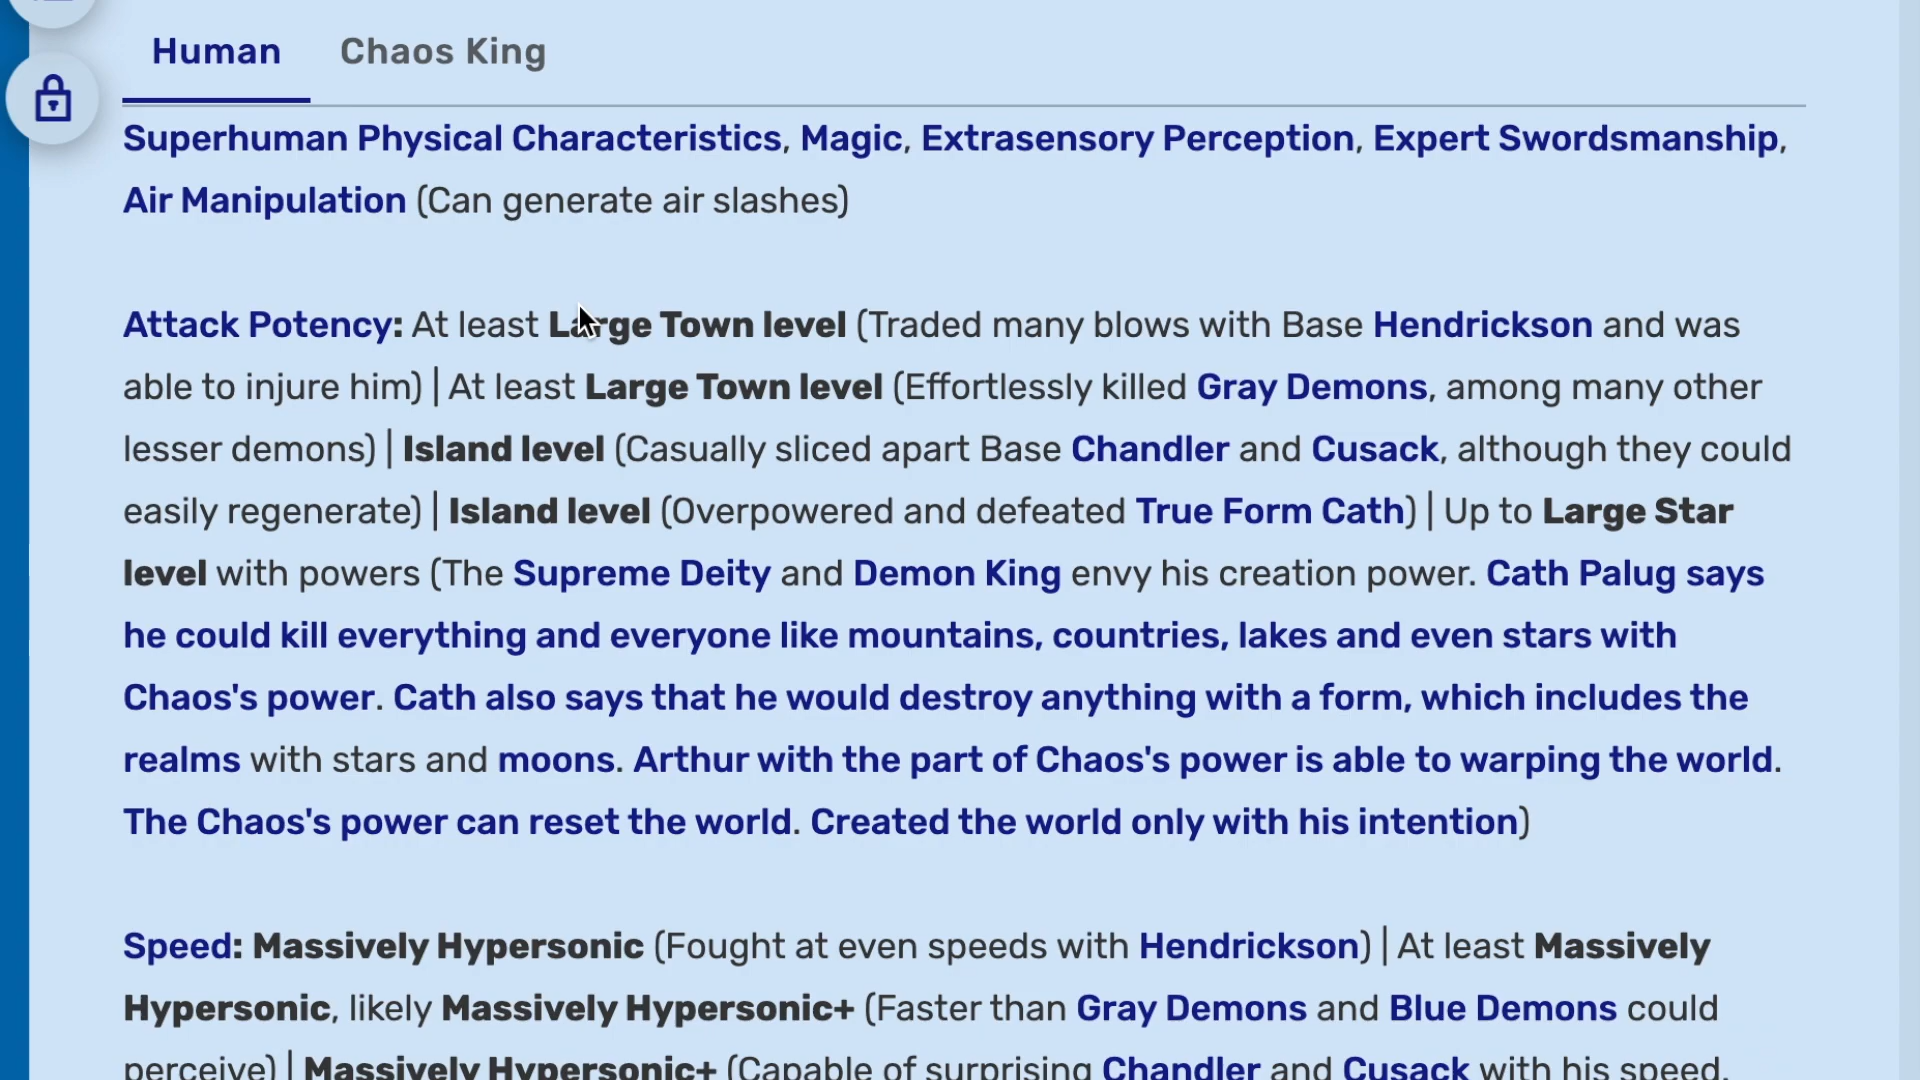 Human
Chaos King
Superhuman Physical Characteristics, Magic, Extrasensory Perception, Expert Swordsmanship,
Air Manipulation (Can generate air slashes)
Attack Potency: At least Large Town level (Traded many blows with Base Hendrickson and was
able to injure him) | At least Large Town level (Effortlessly killed Gray Demons, among many other
lesser demons) | Island level (Casually sliced apart Base Chandler and Cusack, although they could
easily regenerate) | Island level (Overpowered and defeated True Form Cath) | Up to Large Star
level with powers (The Supreme Deity and Demon King envy his creation power. Cath Palug says
he could kill everything and everyone like mountains, countries, lakes and even stars with
Chaos's power. Cath also says that he would destroy anything with a form, which includes the
realms with stars and moons. Arthur with the part of Chaos's power is able to warping the world.
The Chaos's power can reset the world. Created the world only with his intention)
Speed: Massively Hypersonic (Fought at even speeds with Hendrickson) | At least Massively
Hypersonic, likely Massively Hypersonic+ (Faster than Gray Demons and Blue Demons could
perceive) | Massively Hypersonic+ (Capable of surprising Chandler and Cusack with his speed.